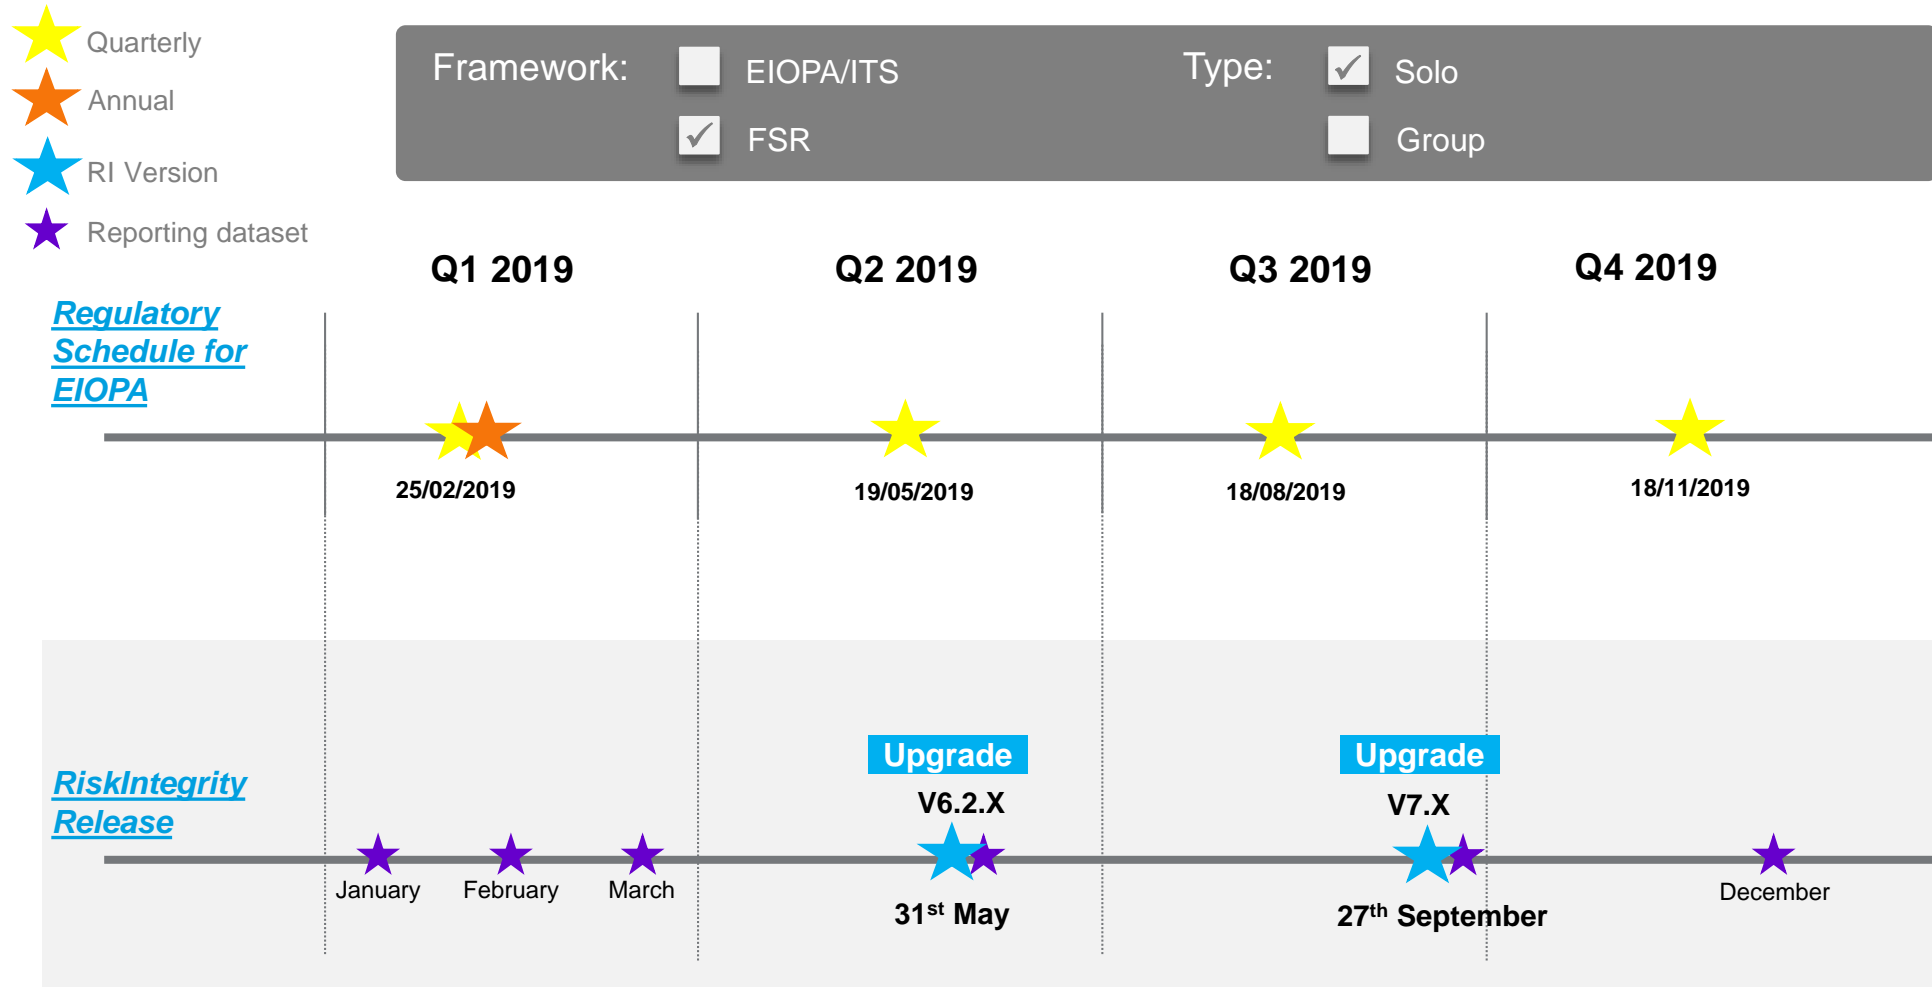 Quarterly
Annual
RI Version
Reporting dataset
Framework:
EIOPA/ITS
FSR
Type:
Solo
Group
Q1 2019
Q2 2019
Q3 2019
Q4 2019
Regulatory
Schedule for
EIOPA
25/02/2019
19/05/2019
18/08/2019
18/11/2019
RiskIntegrity
Release
Upgrade
V6.2.X
Upgrade
V7.X
January
February
March
31st May
27th September
December